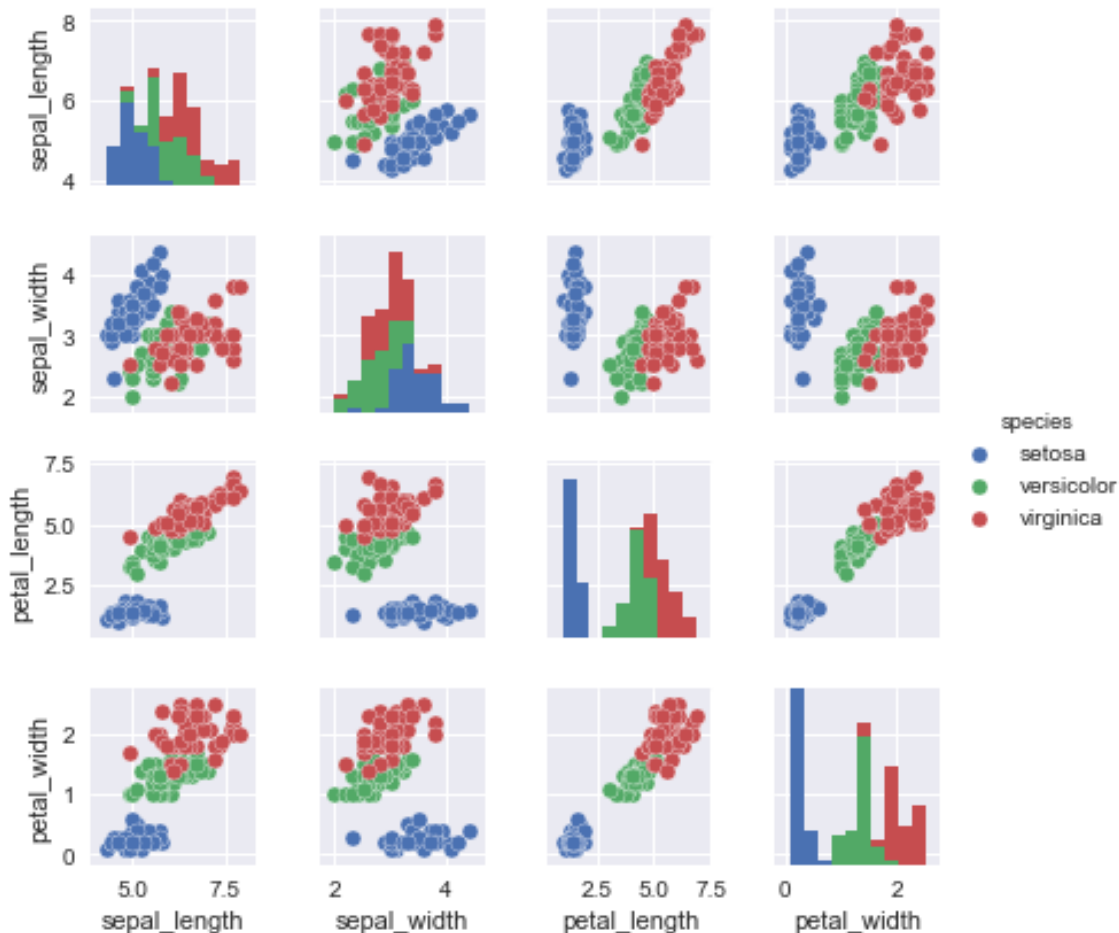 sepal_length
8
6
4
sepal_width
4
3
2
petal_length
7.5
5.0
2.5
petal_width
2
1
0
5.0 7.5
sepal_length
2 4
sepal_width
2.5 5.0 7.5
petal_length
0 2
petal_width
species
setosa
versicolor
virginica